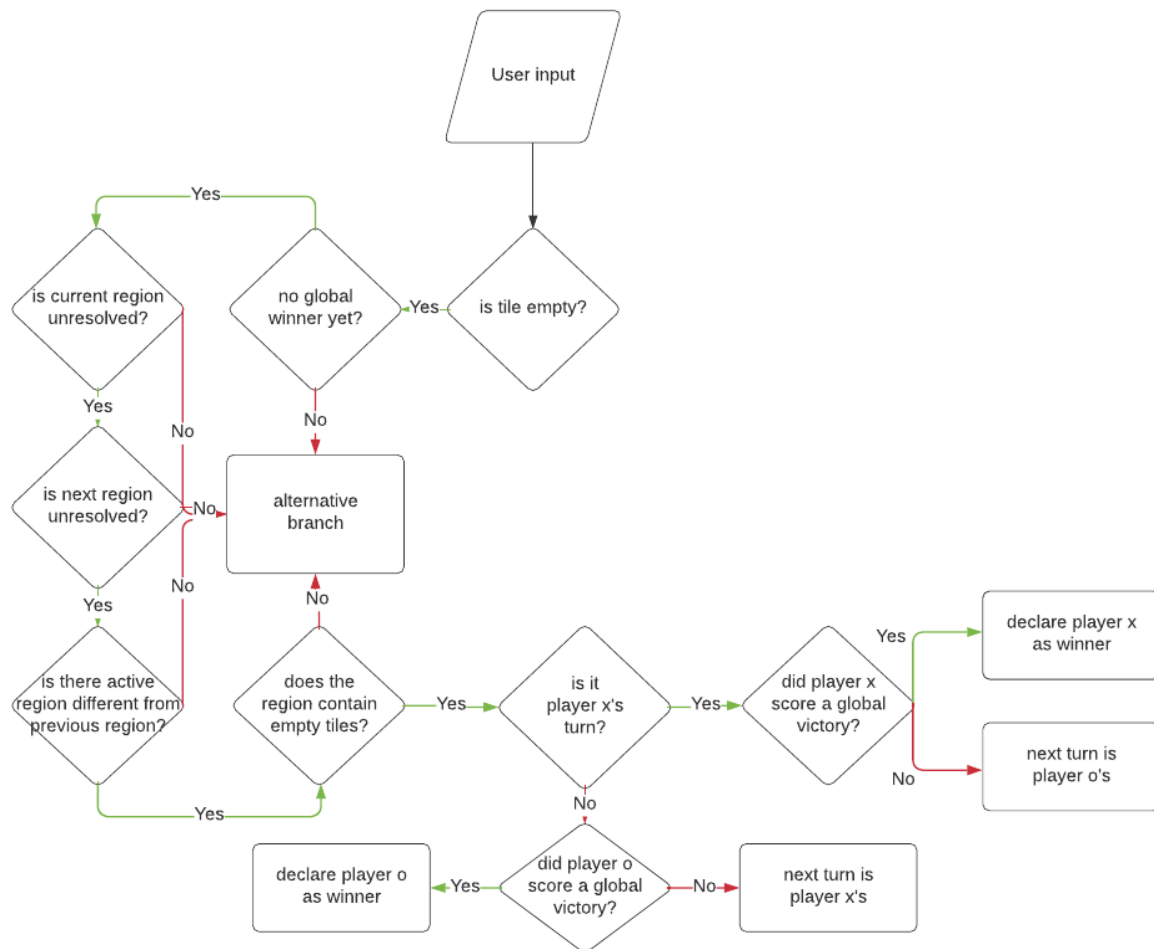 User input
Yes
is current region
unresolved?
no global
winner yet?
Yes
is tile empty?
Yes
No
No
is next region
unresolved?
No
alternative
branch
Yes
No
No
is there active
region different from
previous region?
does the
region contain
empty tiles?
Yes
is it
player x's
turn?
Yes
did player x
score a global
victory?
Yes
declare player x
as winner
No
next turn is
player o's
Yes
No
declare player o
as winner
Yes
did player o
score a global
victory?
No
next turn is
player x's